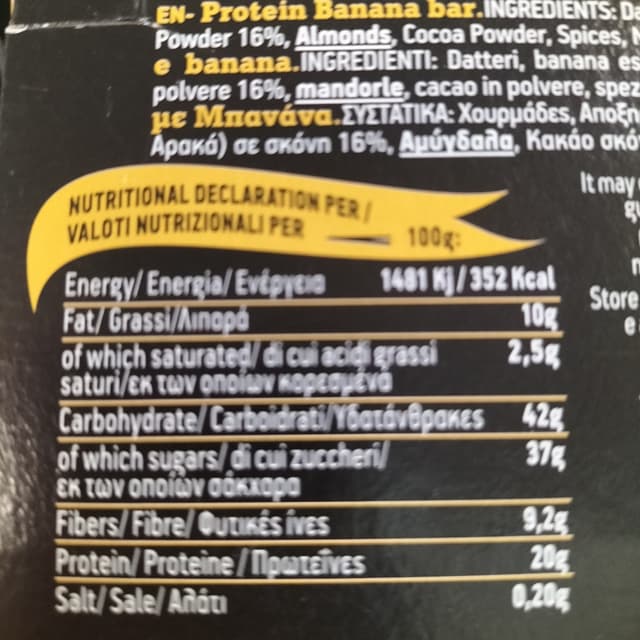 EN- Protein Banana bar.INGREDIENTS: Da
Powder 16%, Almonds, Cocoa Powder, Spices,
e banana.INGREDIENTI: Datteri, banana es
polvere 16%, mandorle, cacao in polvere, spez
με Μπανάνα.ΣΥΣΤΑΤΙΚΑ: Χουρμάδες, Αποξη
Αρακά) σε σκόνη 16%, Αμύγδαλα, Κακάο σκό
It may
Store
e
NUTRITIONAL DECLARATION PER/
VALOTI NUTRIZIONALI PER 100g:
Energy/ Energia/ Ενέργεια 1481 KJ/ 352 Kcal
Fat/ Grassi/Λιπαρά 10g
of which saturated/ di cui acidi grassi 2,5g
saturi/εκ των οποίων κορεσμένα
Carbohydrate/ Carboidrati/Υδατάνθρακες 42g
of which sugars/ di cui zuccheri/ 37g
εκ των οποίων σάκχαρα
Fibers/ Fibre/ Φυτικές ίνες 9,2g
Protein/ Proteine / Πρωτεΐνες 20g
Salt/ Sale/ Αλάτι 0,20g